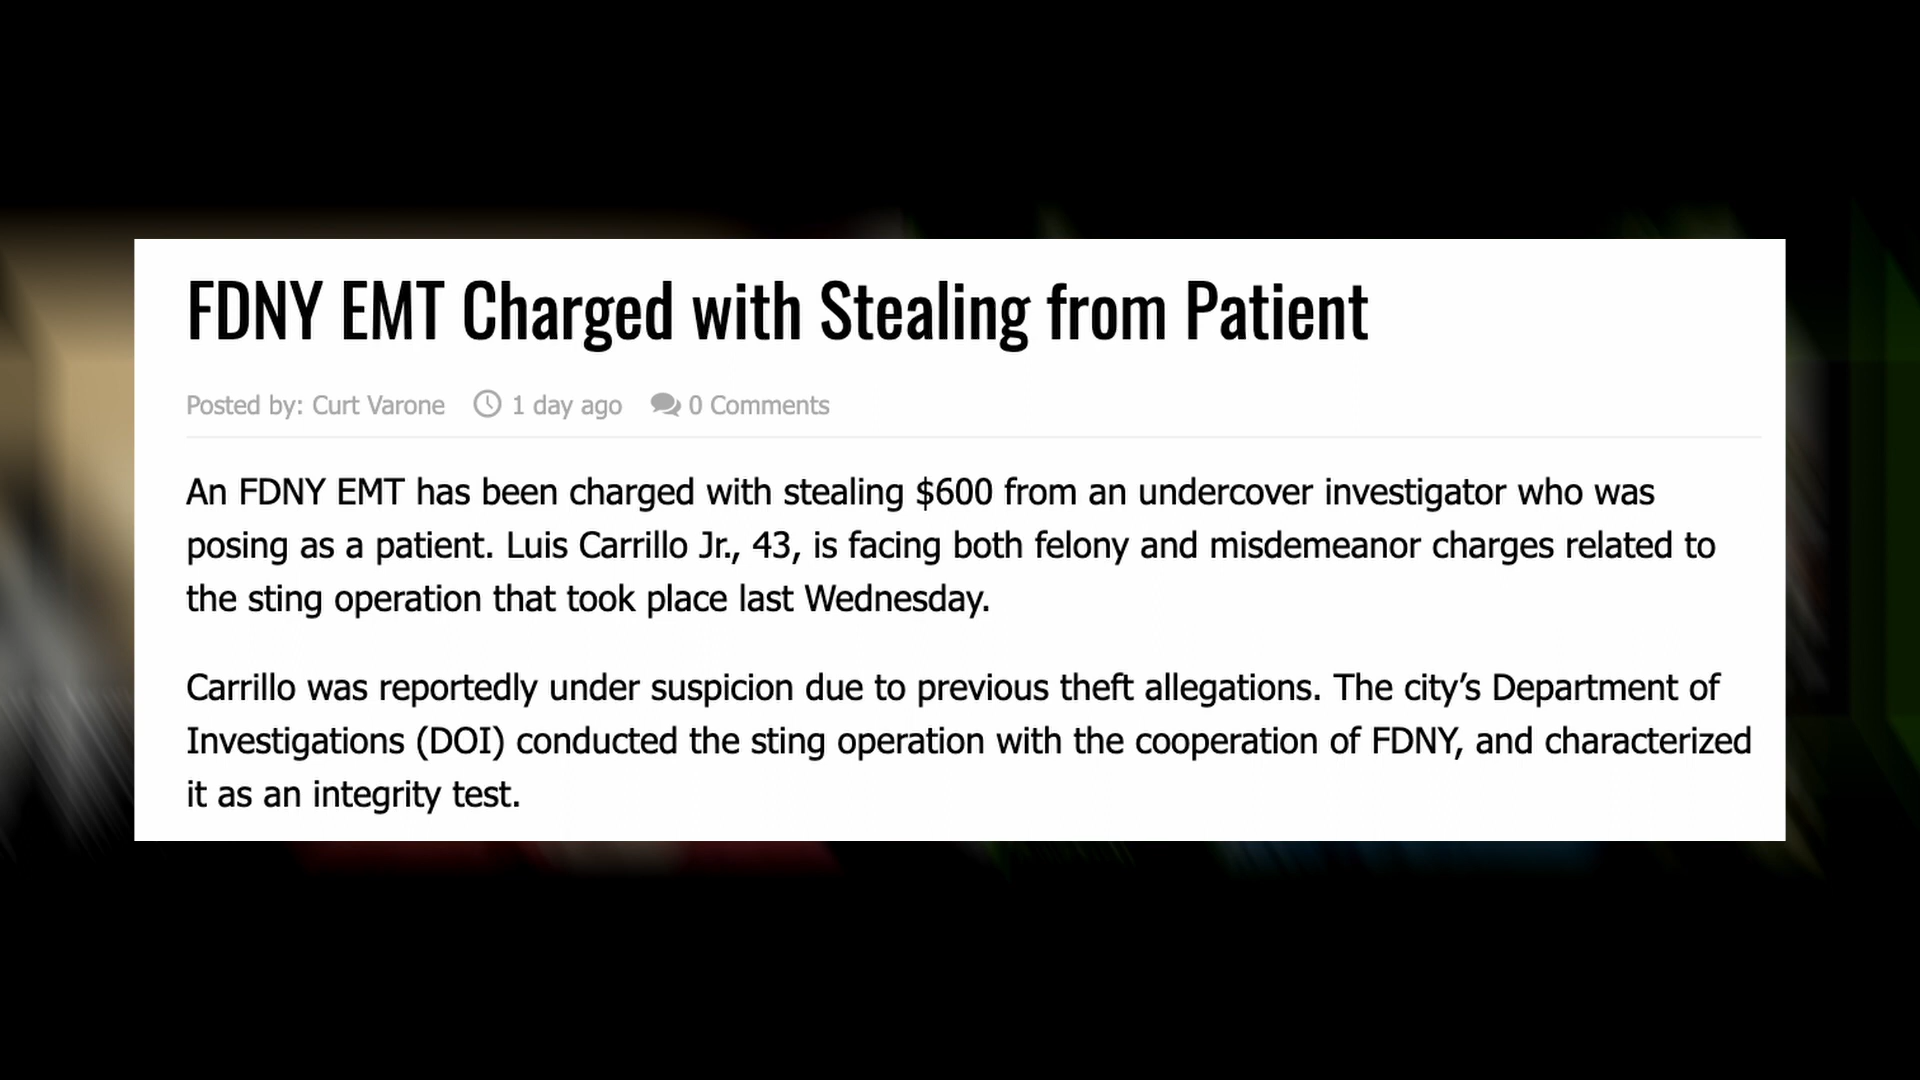 FDNY EMT Charged with Stealing from Patient
Posted by: Curt Varone 1 day ago 0 Comments
An FDNY EMT has been charged with stealing $600 from an undercover investigator who was
posing as a patient. Luis Carrillo Jr., 43, is facing both felony and misdemeanor charges related to
the sting operation that took place last Wednesday.
Carrillo was reportedly under suspicion due to previous theft allegations. The city’s Department of
Investigations (DOI) conducted the sting operation with the cooperation of FDNY, and characterized
it as an integrity test.